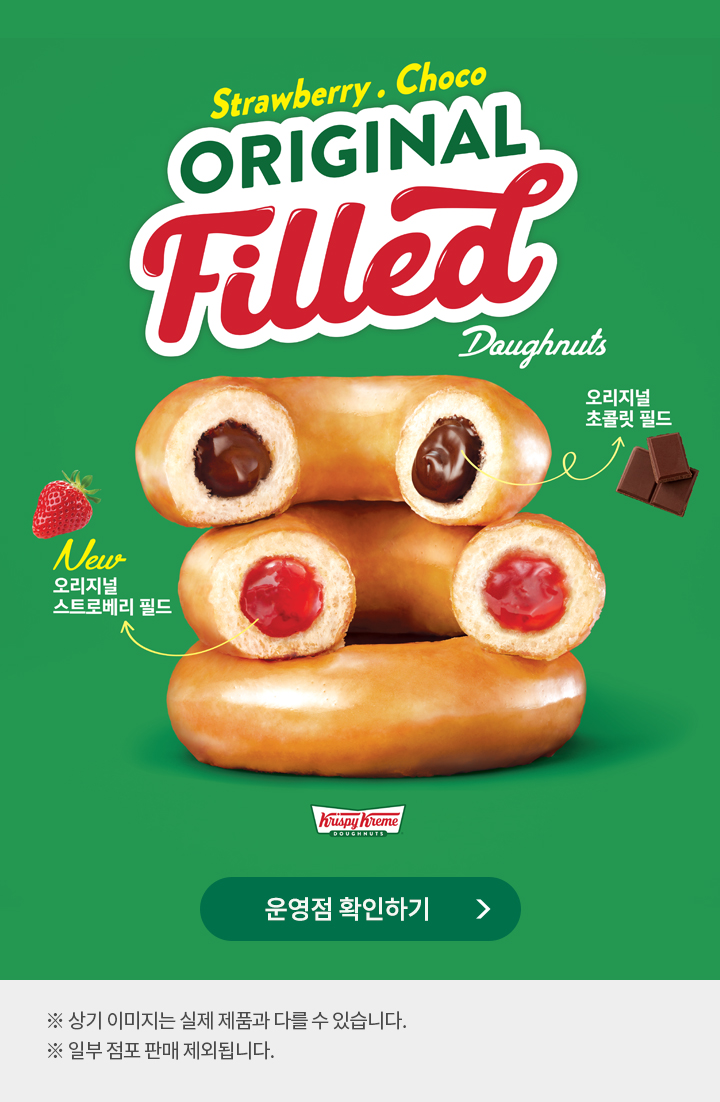 Strawberry . Choco
ORIGINAL
Filled
Doughnuts
오리지널
초콜릿 필드
New
오리지널
스트로베리 필드
Krispy Kreme
DOUGHNUTS
운영점 확인하기 >
※ 상기 이미지는 실제 제품과 다를 수 있습니다.
※ 일부 점포 판매 제외됩니다.